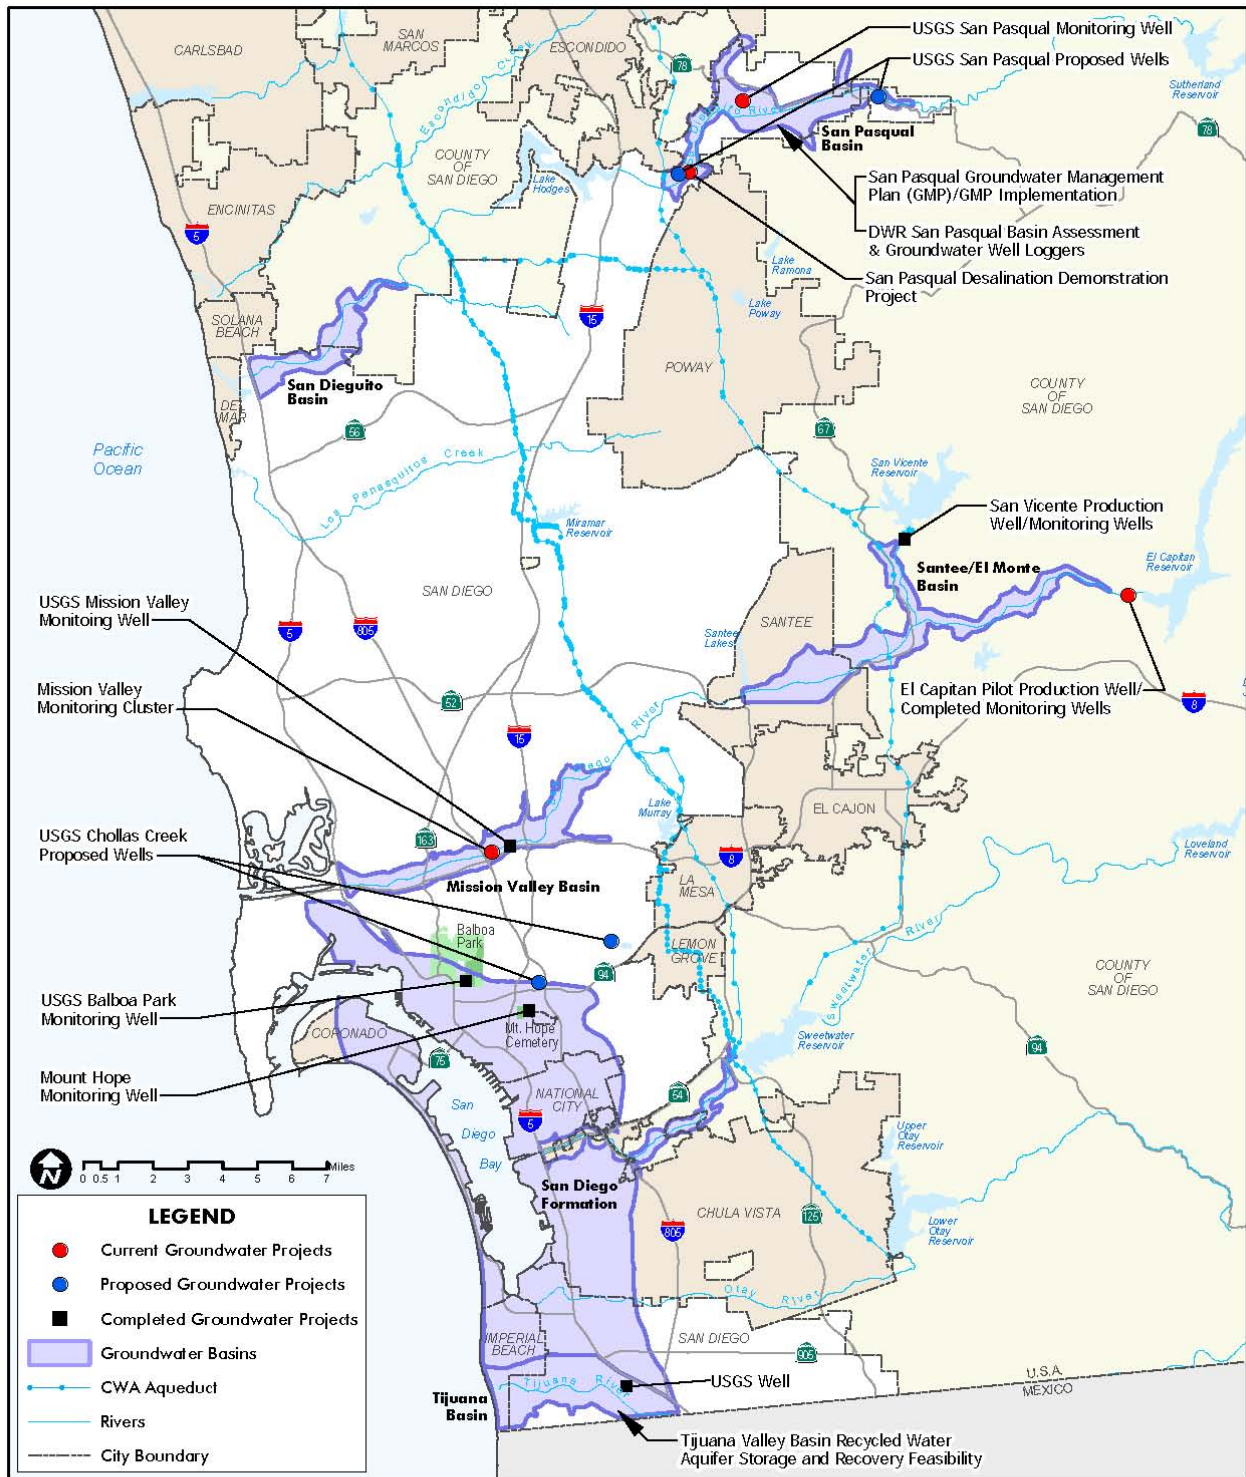 CARLSBAD
SAN
MARCOS
ESCONDIDO
78
USGS San Pasqual Monitoring Well
USGS San Pasqual Proposed Wells
Sutherland
Reservoir
78
Escondido Creek
San Pasqual
Basin
COUNTY
OF
SAN DIEGO
Lake
Hodges
San Pasqual Groundwater Management
Plan (GMP)/GMP Implementation
DWR San Pasqual Basin Assessment
& Groundwater Well Loggers
San Pasqual Desalination Demonstration
Project
ENCINITAS
5
Lake
Ramona
Lake
Poway
SOLANA
BEACH
15
POWAY
San Dieguito
Basin
DEL
MAR
COUNTY
OF
SAN DIEGO
56
67
Pacific
Ocean
Los Penasquitos Creek
San Vicente
Reservoir
San Vicente Production
Well/Monitoring Wells
Miramar
Reservoir
El Capitan
Reservoir
Santee/El Monte
Basin
SAN DIEGO
USGS Mission Valley
Monitoing Well
5
805
SANTEE
Santee
Lakes
Mission Valley
Monitoring Cluster
52
River
El Capitan Pilot Production Well/
Completed Monitoring Wells
8
15
Lake
Murray
EL CAJON
USGS Chollas Creek
Proposed Wells
163
8
Loveland
Reservoir
Mission Valley Basin
LA
MESA
Balboa
Park
LEMON
GROVE
94
Sweetwater River
COUNTY
OF
SAN DIEGO
USGS Balboa Park
Monitoring Well
CORONADO
Mt. Hope
Cemetery
Sweetwater
Reservoir
94
75
Mount Hope
Monitoring Well
NATIONAL
CITY
54
San
Diego
Bay
5
Upper
Otay
Reservoir
N
0 0.5 1 2 3 4 5 6 7 Miles
San Diego
Formation
CHULA VISTA
125
805
Lower
Otay
Reservoir
LEGEND
Current Groundwater Projects
Proposed Groundwater Projects
Completed Groundwater Projects
Groundwater Basins
CWA Aqueduct
Rivers
City Boundary
Otay River
IMPERIAL
BEACH
SAN DIEGO
905
U.S.A.
MEXICO
Tijuana River
USGS Well
Tijuana
Basin
Tijuana Valley Basin Recycled Water
Aquifer Storage and Recovery Feasibility